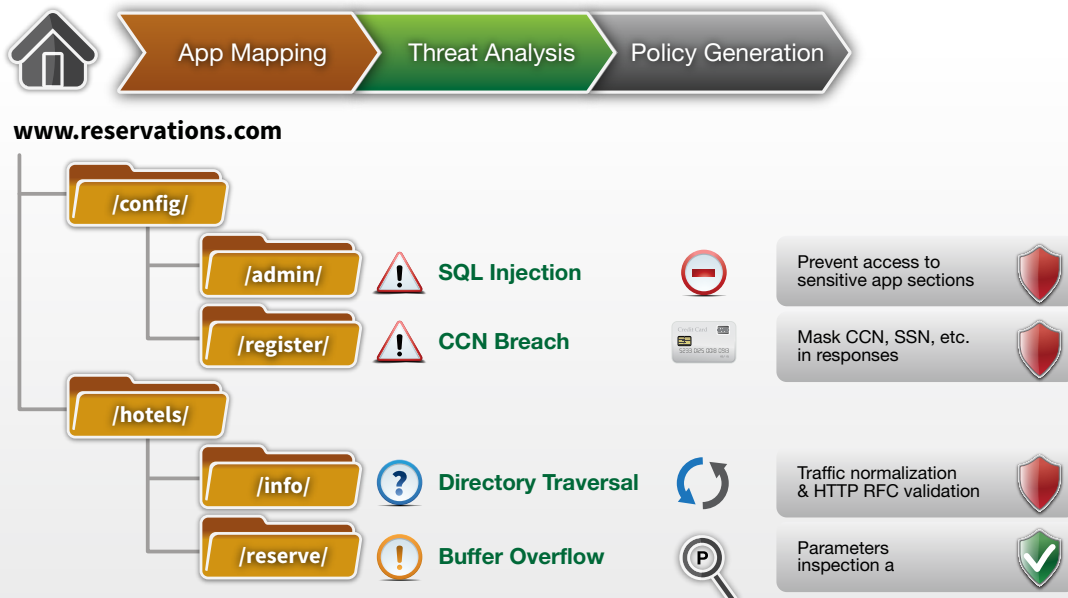 App Mapping
Threat Analysis
Policy Generation
www.reservations.com
/config/
/admin/
SQL Injection
Prevent access to
sensitive app sections
/register/
CCN Breach
Credit Card
Mask CCN, SSN, etc.
in responses
/hotels/
/info/
?
Directory Traversal
Traffic normalization
& HTTP RFC validation
/reserve/
!
Buffer Overflow
P
Parameters
inspection a